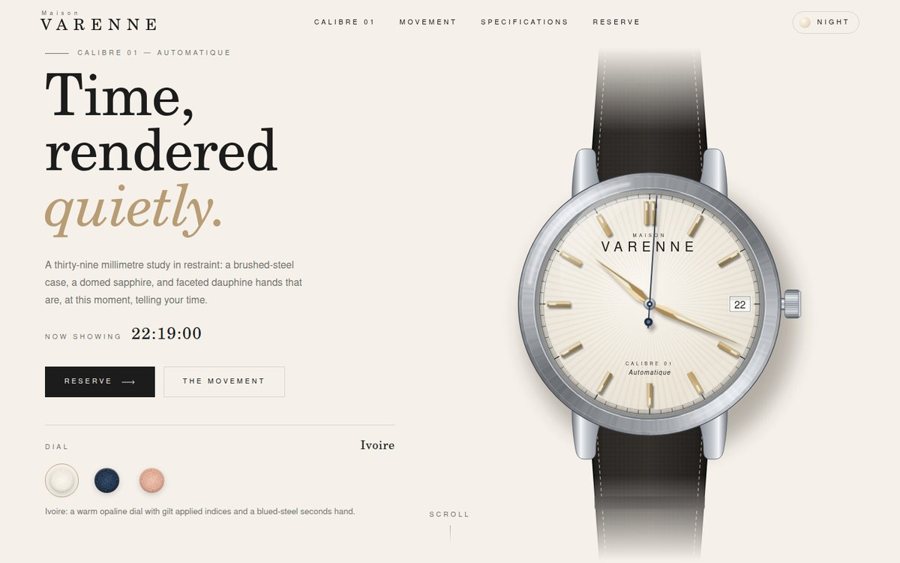 Maison
VARENNE
CALIBRE 01
MOVEMENT
SPECIFICATIONS
RESERVE
NIGHT
CALIBRE 01 — AUTOMATIQUE
Time,
rendered
quietly.
A thirty-nine millimetre study in restraint: a brushed-steel
case, a domed sapphire, and faceted dauphine hands that
are, at this moment, telling your time.
NOW SHOWING 22:19:00
RESERVE ⟶
THE MOVEMENT
DIAL
Ivoire
Ivoire: a warm opaline dial with gilt applied indices and a blued-steel seconds hand.
SCROLL
MAISON
VARENNE
22
CALIBRE 01
Automatique